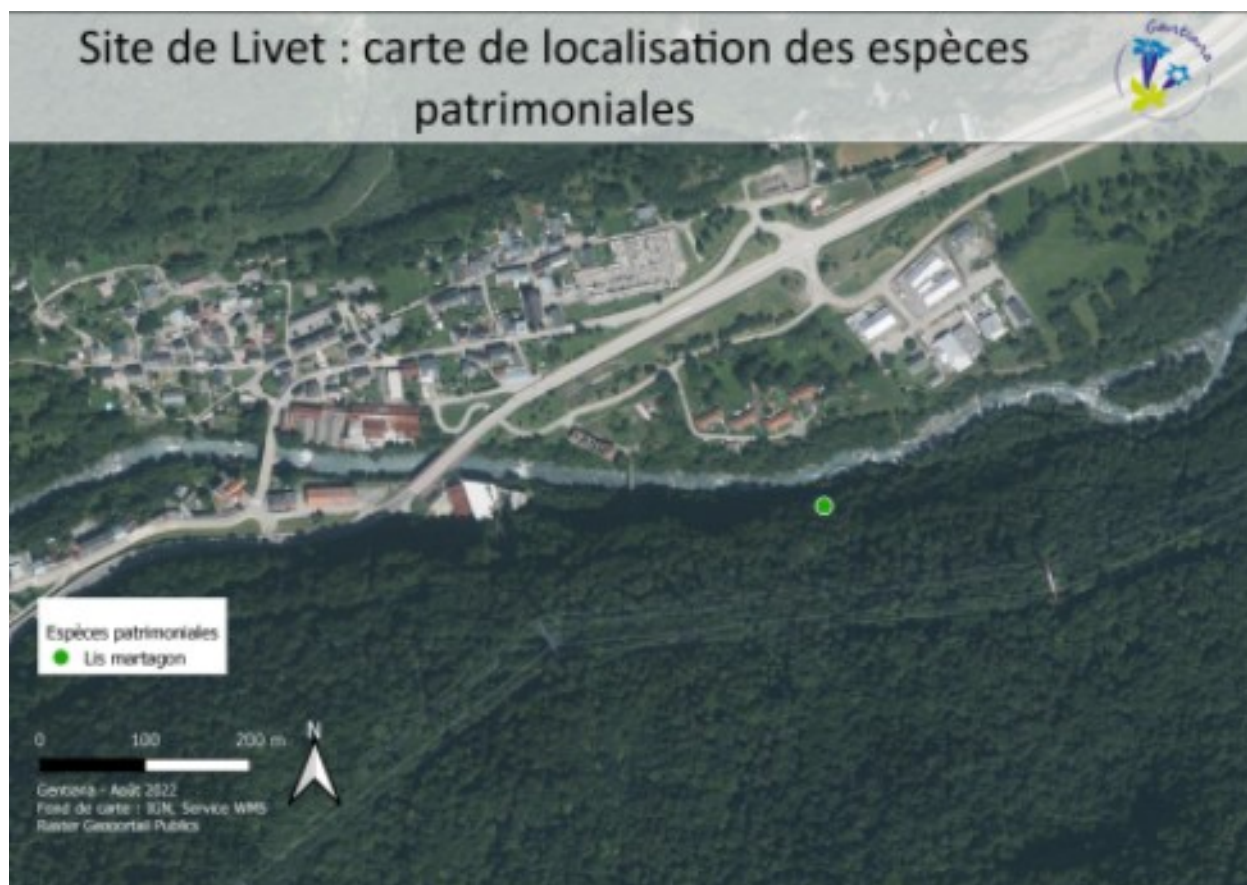 Site de Livet : carte de localisation des espèces
patrimoniales
Gentiana
Espèces patrimoniales
Lis martagon
0 100 200 m
N
Gentiana - Août 2022
Fond de carte : IGN, Service WMS
Raster Geoportail Publics